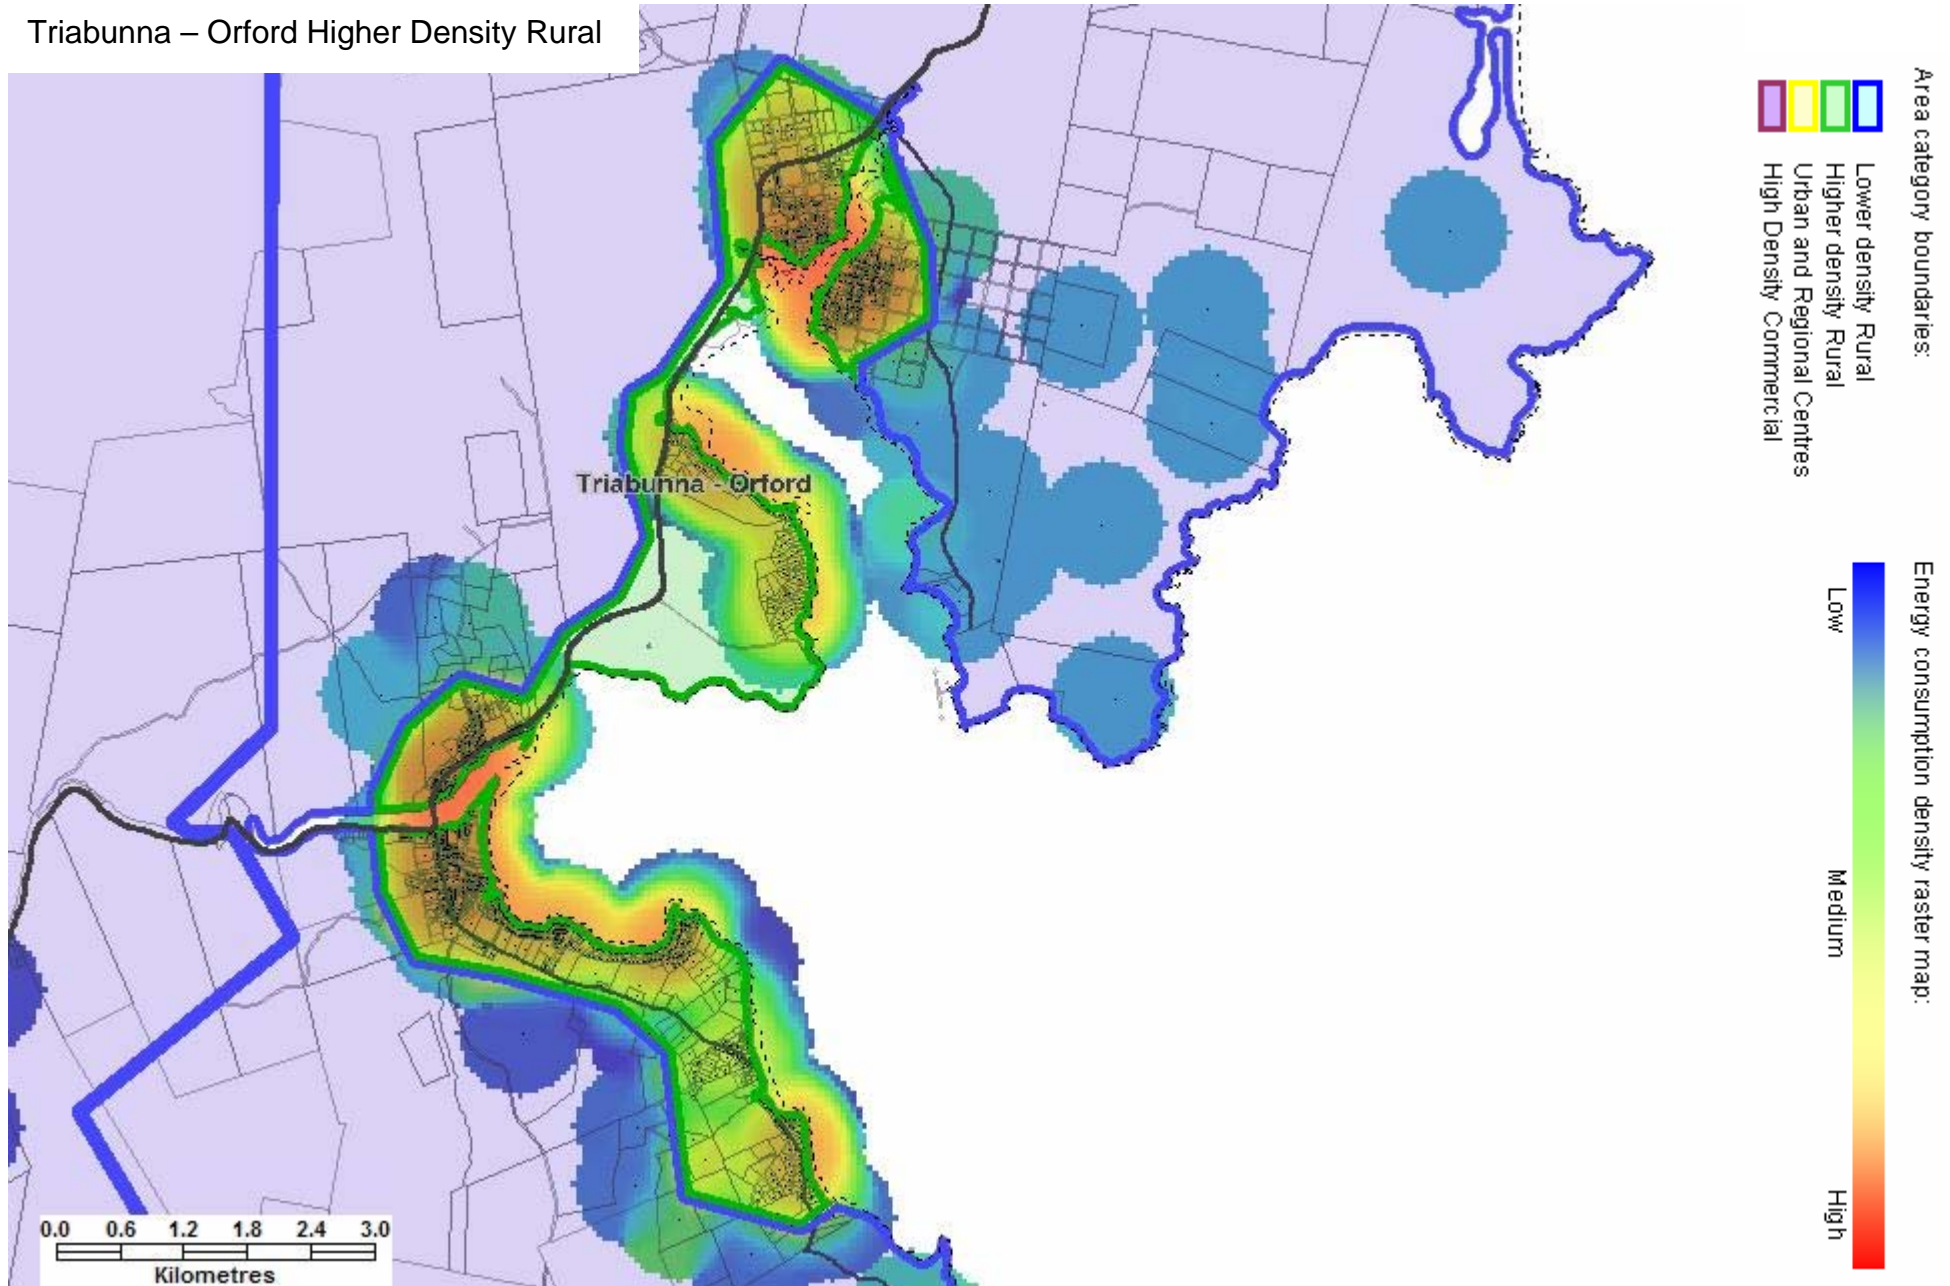 Triabunna – Orford Higher Density Rural
Triabunna - Orford
Area category boundaries:
Lower density Rural
Higher density Rural
Urban and Regional Centres
High Density Commercial
Energy consumption density raster map:
Low
Medium
High
0.0 0.6 1.2 1.8 2.4 3.0
Kilometres